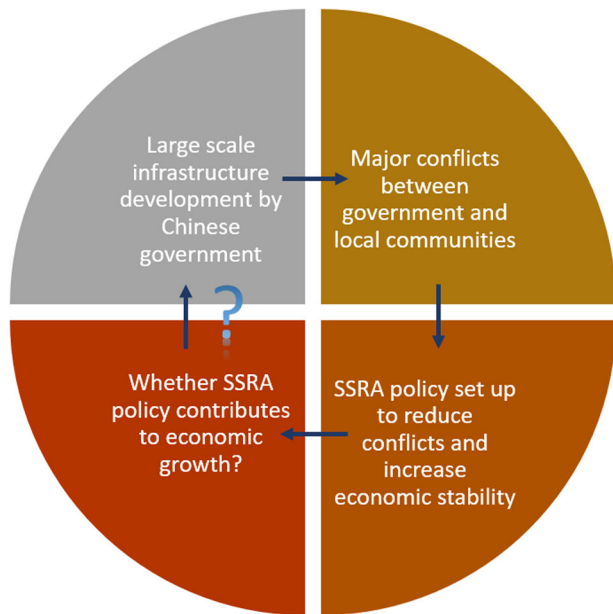 Large scale
infrastructure
development by
Chinese
government
Major conflicts
between
government and
local communities
?
Whether SSRA
policy contributes
to economic
growth?
SSRA policy set up
to reduce
conflicts and
increase
economic stability